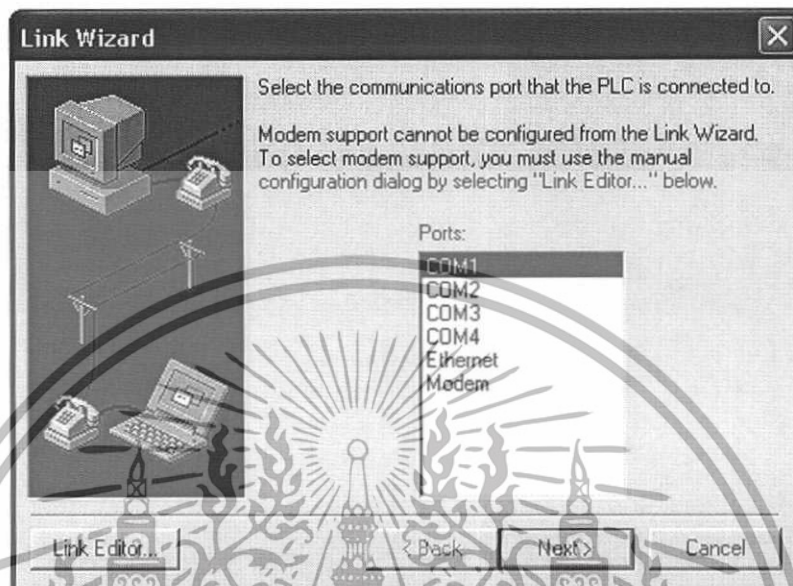 Link Wizard
Select the communications port that the PLC is connected to.
Modem support cannot be configured from the Link Wizard.
To select modem support, you must use the manual
configuration dialog by selecting "Link Editor..." below.
Ports:
COM1
COM2
COM3
COM4
Ethernet
Modem
Link Editor...
< Back
Next >
Cancel